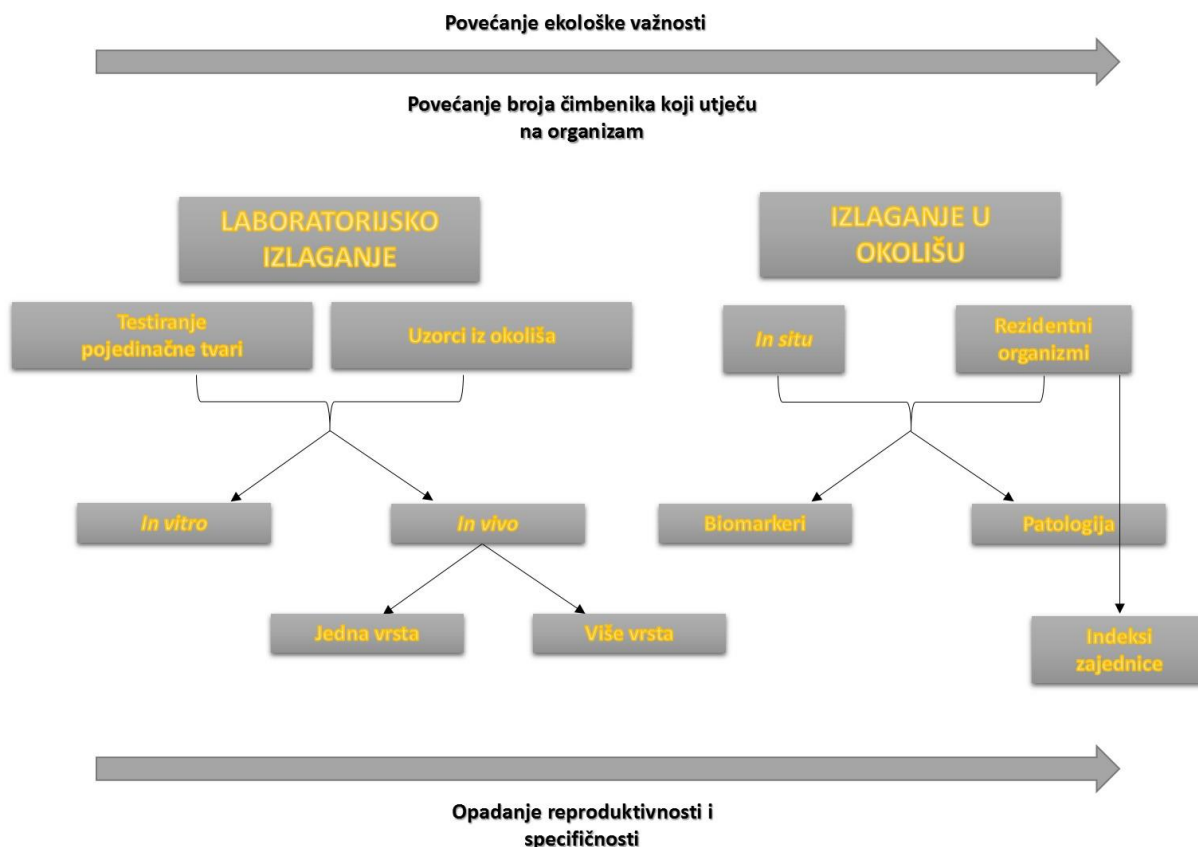 Povećanje ekološke važnosti
Povećanje broja čimbenika koji utječu
na organizam
LABORATORIJSKO
IZLAGANJE
IZLAGANJE U
OKOLIŠU
Testiranje
pojedinačne tvari
Uzorci iz okoliša
In situ
Rezidentni
organizmi
In vitro
In vivo
Biomarkeri
Patologija
Jedna vrsta
Više vrsta
Indeksi
zajednice
Opadanje reproduktivnosti i
specifičnosti